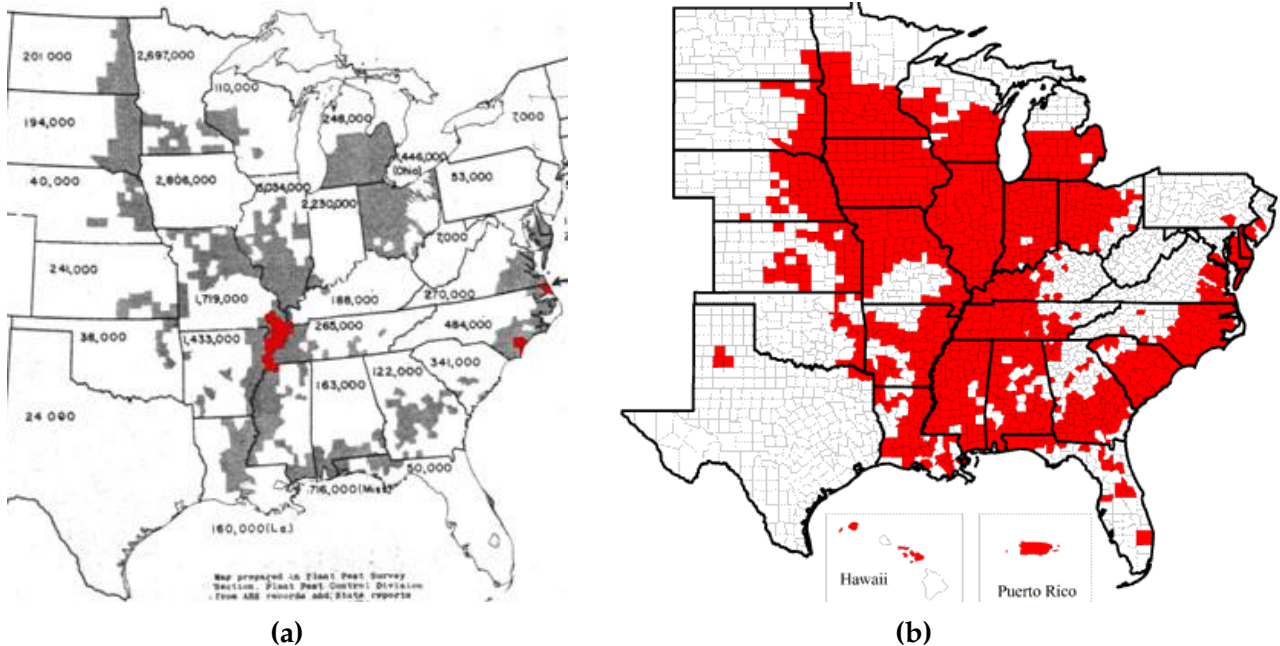 201 000
2,697,000
110,000
248,000
7,000
194,000
1,446,000
(Ohio)
53,000
40,000
2,806,000
5,034,000
2,230,000
7,000
241,000
1,719,000
188,000
270,000
38,000
1,433,000
265,000
484,000
341,000
163,000
122,000
24 000
50,000
716,000(Miss)
160,000(La.)
Map prepared in Plant Pest Survey
Section, Plant Pest Control Division
from ARS records and State reports
Hawaii
Puerto Rico
(a)
(b)